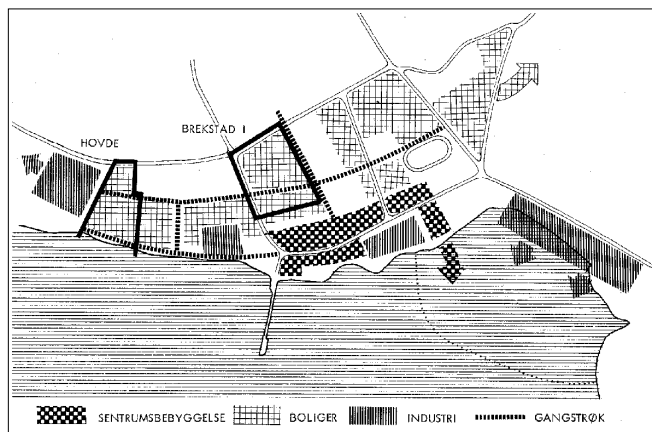 HOVDE
BREKSTAD I
SENTRUMSBEBYGGELSE BOLIGER INDUSTRI GANGSTRØK